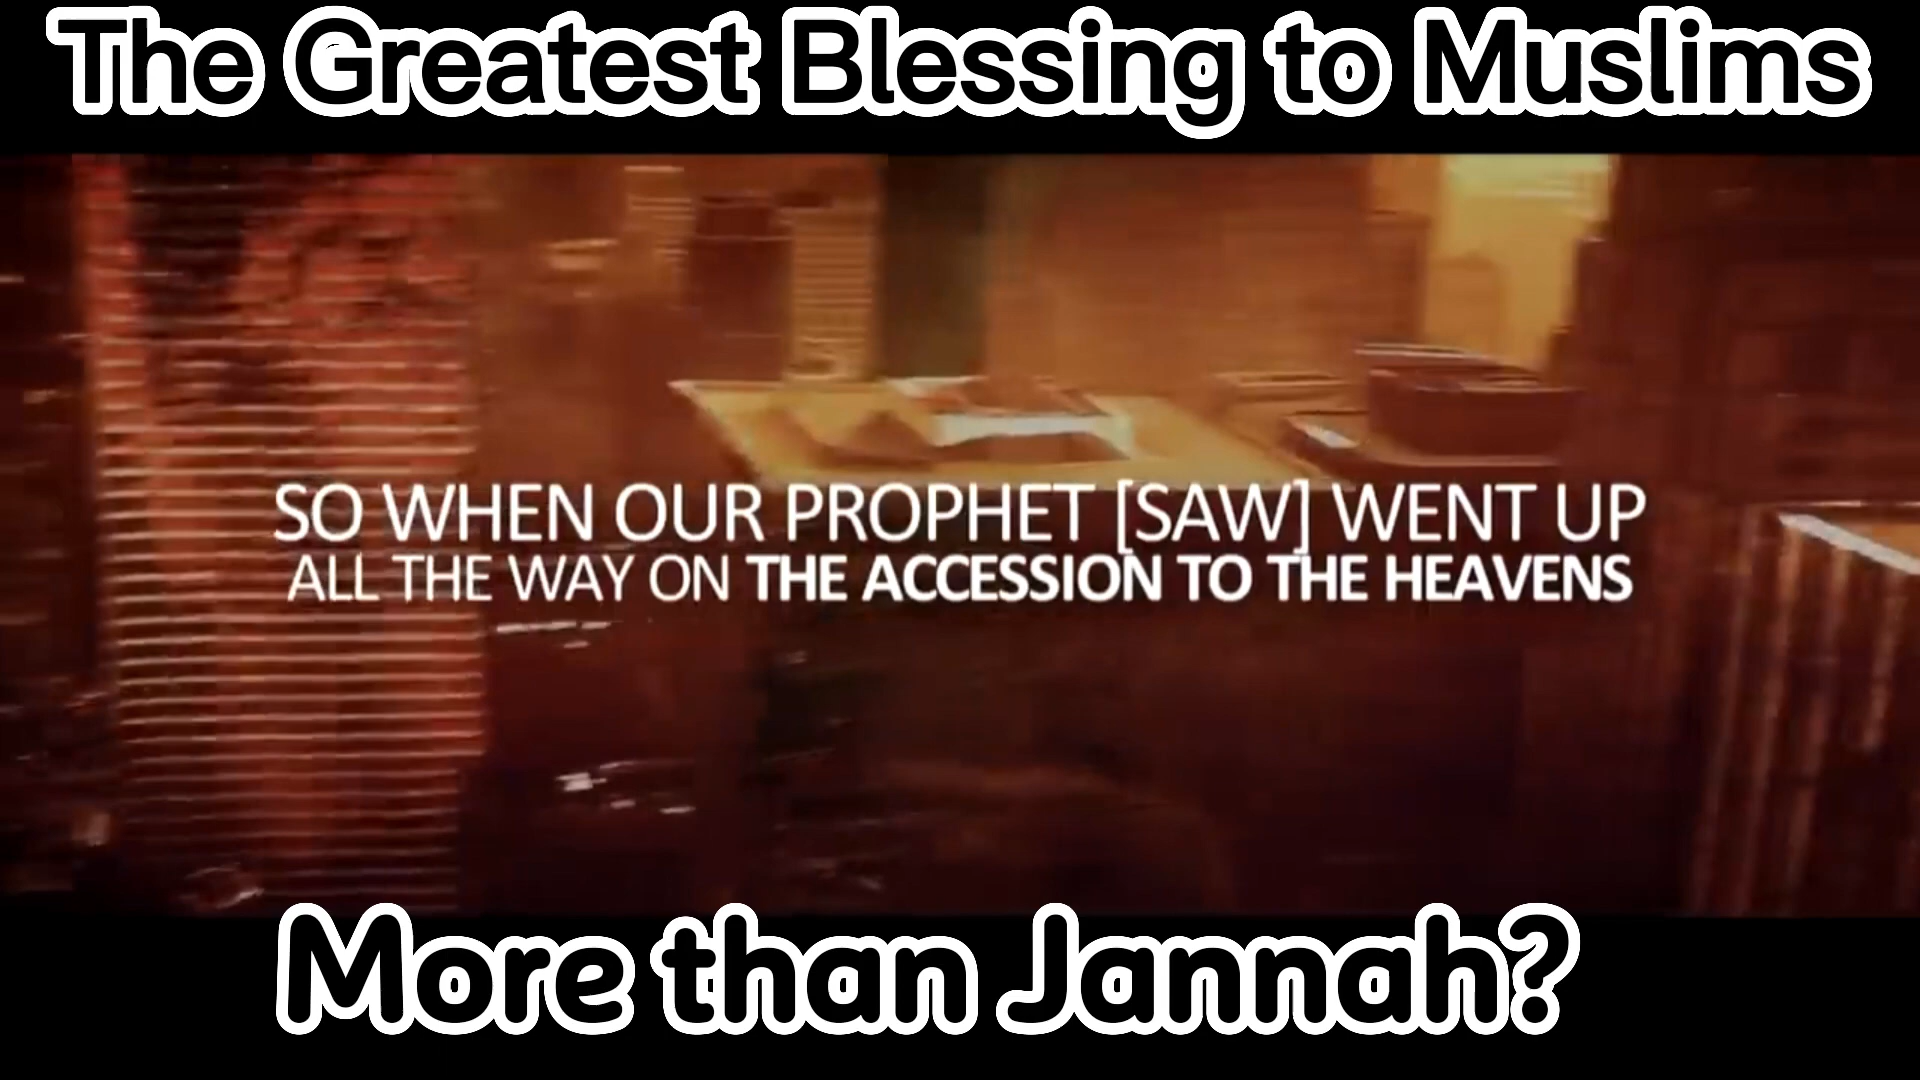 The Greatest Blessing to Muslims
SO WHEN OUR PROPHET [SAW] WENT UP
ALL THE WAY ON THE ACCESSION TO THE HEAVENS
More than Jannah?